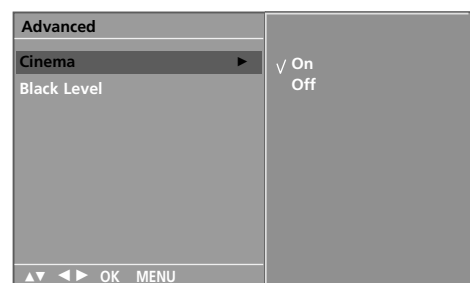 Advanced
Cinema ►
Black Level
√ On
Off
▲▼ ◄► OK MENU